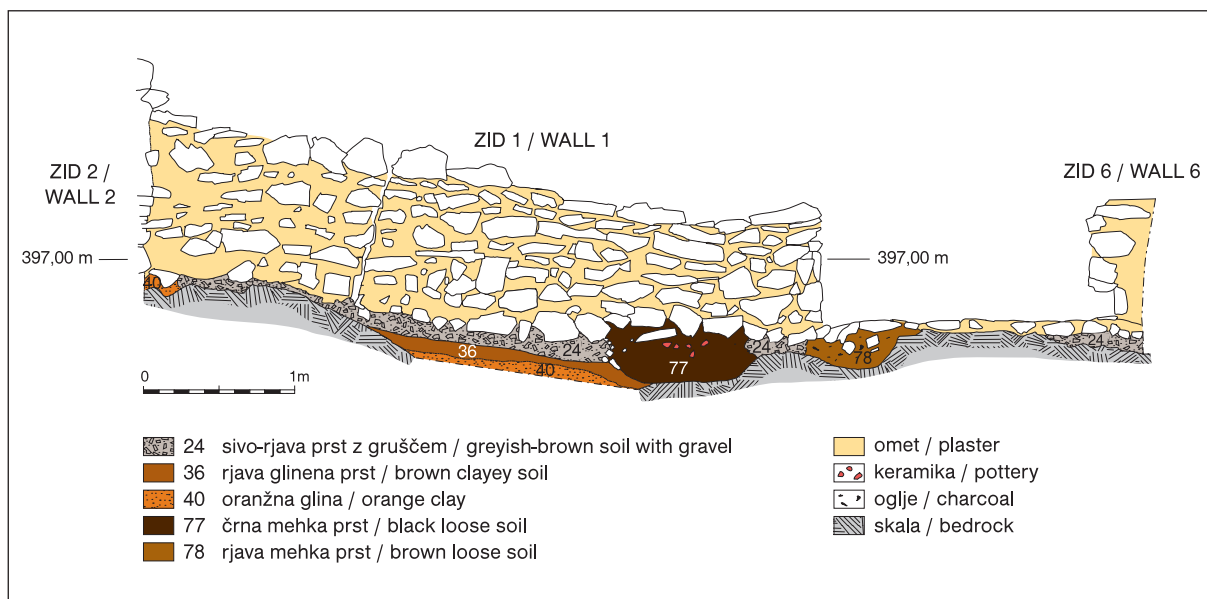 ZID 1 / WALL 1
ZID 2 /
WALL 2
ZID 6 / WALL 6
397,00 m
397,00 m
40
36
24
40
77
24
78
24
0
1m
24 sivo-rjava prst z gruščem / greyish-brown soil with gravel
36 rjava glinena prst / brown clayey soil
40 oranžna glina / orange clay
77 črna mehka prst / black loose soil
78 rjava mehka prst / brown loose soil
omet / plaster
keramika / pottery
oglje / charcoal
skala / bedrock